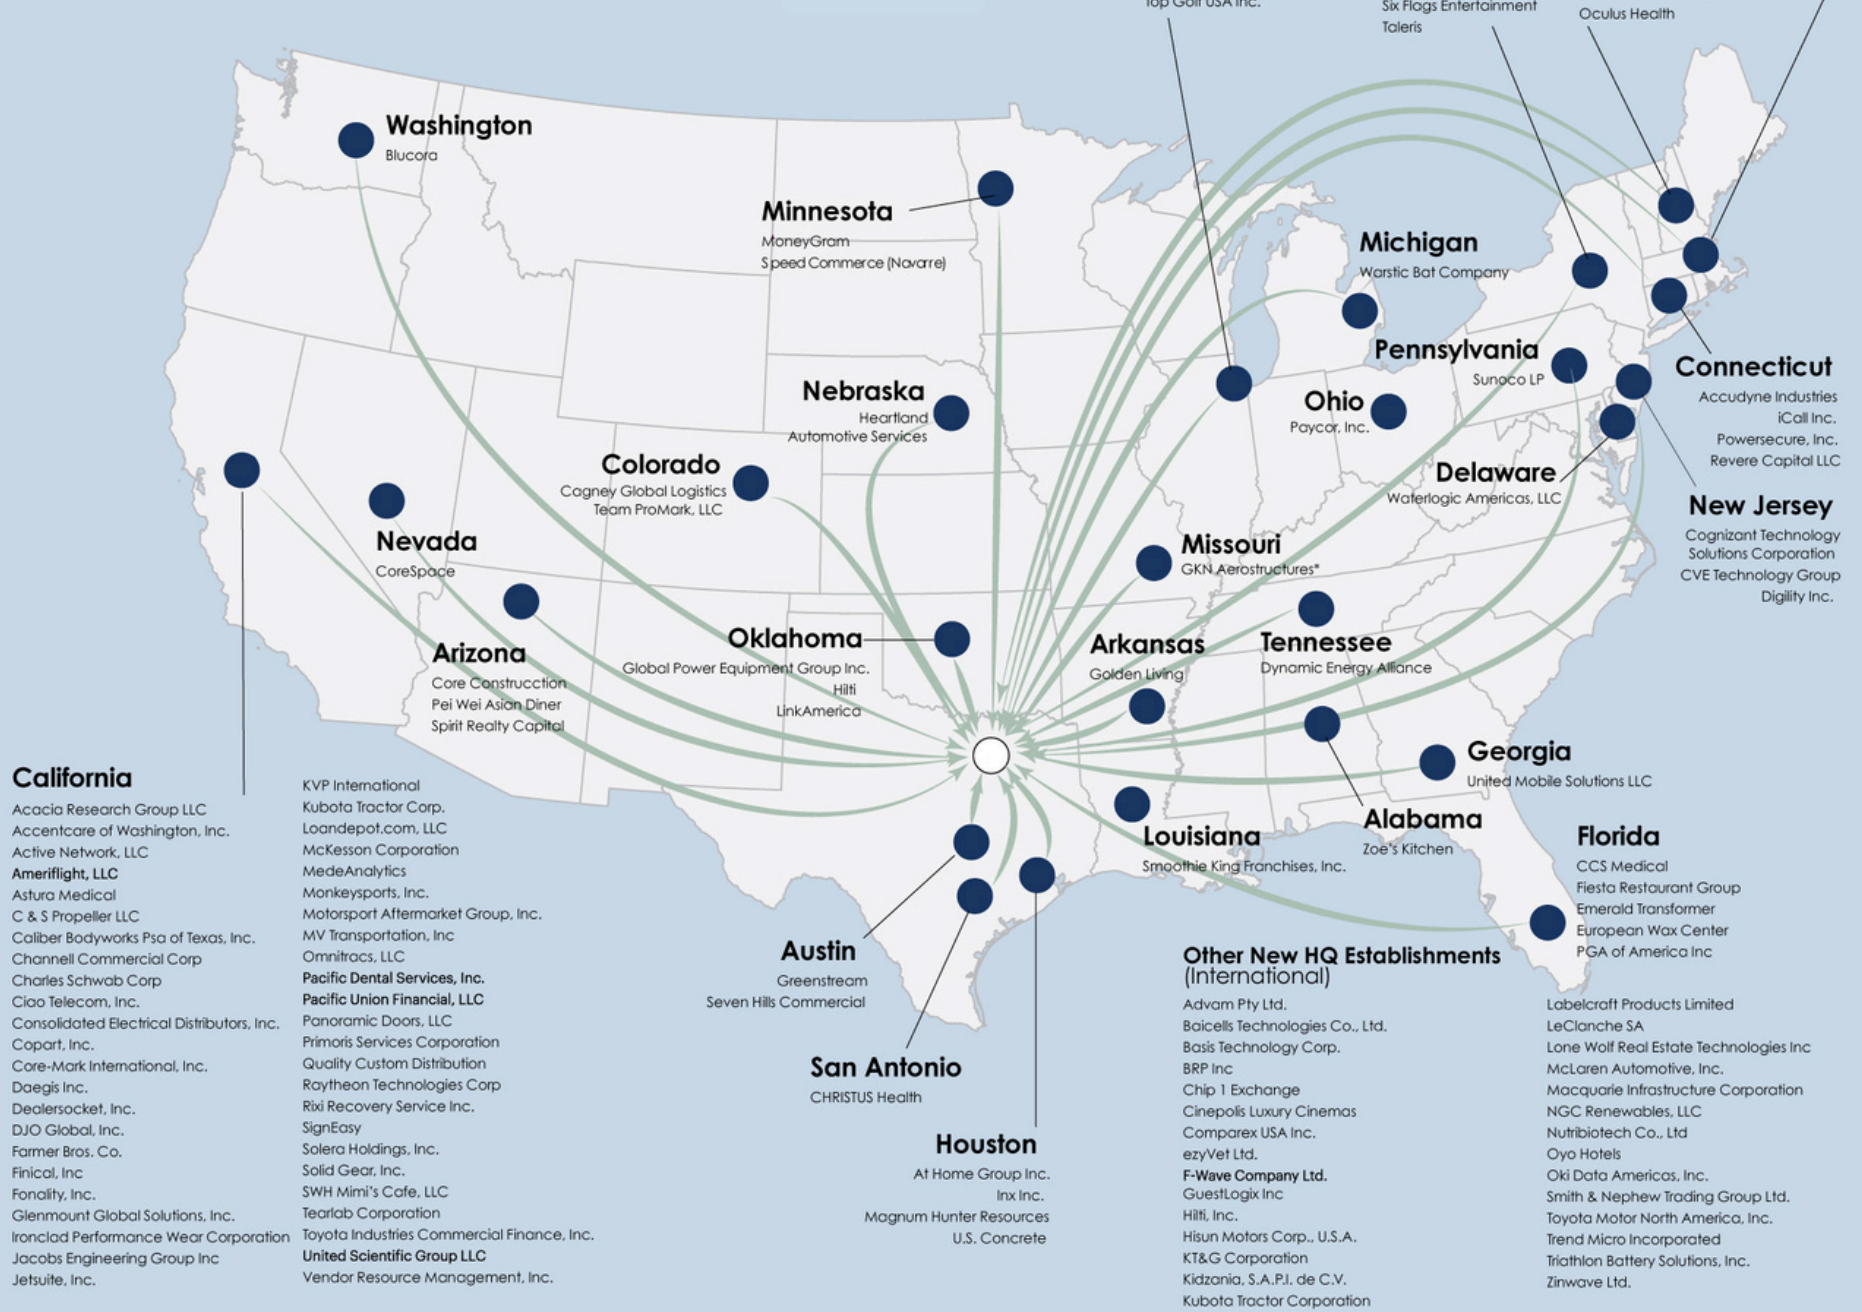 Top Golf USA Inc.
Six Flags Entertainment
Taleris
Oculus Health
Washington
Blucora
Minnesota
MoneyGram
Speed Commerce (Navarre)
Michigan
Warstic Bat Company
Pennsylvania
Sunoco LP
Connecticut
Accudyne Industries
iCall Inc.
Powersecure, Inc.
Revere Capital LLC
Nebraska
Heartland
Automotive Services
Ohio
Paycor, Inc.
Colorado
Cagney Global Logistics
Team ProMark, LLC
Delaware
Waterlogic Americas, LLC
New Jersey
Cognizant Technology
Solutions Corporation
CVE Technology Group
Digility Inc.
Nevada
CoreSpace
Missouri
GKN Aerostructures*
Arizona
Core Construcction
Pei Wei Asian Diner
Spirit Realty Capital
Oklahoma
Global Power Equipment Group Inc.
Hilti
LinkAmerica
Arkansas
Golden Living
Tennessee
Dynamic Energy Alliance
Georgia
United Mobile Solutions LLC
Alabama
Zoe's Kitchen
Louisiana
Smoothie King Franchises, Inc.
Florida
CCS Medical
Fiesta Restaurant Group
Emerald Transformer
European Wax Center
PGA of America Inc
California
Acacia Research Group LLC
Accentcare of Washington, Inc.
Active Network, LLC
Ameriflight, LLC
Astura Medical
C & S Propeller LLC
Caliber Bodyworks Psa of Texas, Inc.
Channell Commercial Corp
Charles Schwab Corp
Ciao Telecom, Inc.
Consolidated Electrical Distributors, Inc.
Copart, Inc.
Core-Mark International, Inc.
Daegis Inc.
Dealersocket, Inc.
DJO Global, Inc.
Farmer Bros. Co.
Finical, Inc
Fonality, Inc.
Glenmount Global Solutions, Inc.
Ironclad Performance Wear Corporation
Jacobs Engineering Group Inc
Jetsuite, Inc.
KVP International
Kubota Tractor Corp.
Loandepot.com, LLC
McKesson Corporation
MedeAnalytics
Monkeysports, Inc.
Motorsport Aftermarket Group, Inc.
MV Transportation, Inc
Omnitracs, LLC
Pacific Dental Services, Inc.
Pacific Union Financial, LLC
Panoramic Doors, LLC
Primoris Services Corporation
Quality Custom Distribution
Raytheon Technologies Corp
Rixi Recovery Service Inc.
SignEasy
Solera Holdings, Inc.
Solid Gear, Inc.
SWH Mimi's Cafe, LLC
Tearlab Corporation
Toyota Industries Commercial Finance, Inc.
United Scientific Group LLC
Vendor Resource Management, Inc.
Austin
Greenstream
Seven Hills Commercial
San Antonio
CHRISTUS Health
Houston
At Home Group Inc.
Inx Inc.
Magnum Hunter Resources
U.S. Concrete
Other New HQ Establishments
(International)
Advam Pty Ltd.
Baicells Technologies Co., Ltd.
Basis Technology Corp.
BRP Inc
Chip 1 Exchange
Cinepolis Luxury Cinemas
Comparex USA Inc.
ezyVet Ltd.
F-Wave Company Ltd.
GuestLogix Inc
Hilti, Inc.
Hisun Motors Corp., U.S.A.
KT&G Corporation
Kidzania, S.A.P.I. de C.V.
Kubota Tractor Corporation
Labelcraft Products Limited
LeClanche SA
Lone Wolf Real Estate Technologies Inc
McLaren Automotive, Inc.
Macquarie Infrastructure Corporation
NGC Renewables, LLC
Nutribiotech Co., Ltd
Oyo Hotels
Oki Data Americas, Inc.
Smith & Nephew Trading Group Ltd.
Toyota Motor North America, Inc.
Trend Micro Incorporated
Triathlon Battery Solutions, Inc.
Zinwave Ltd.